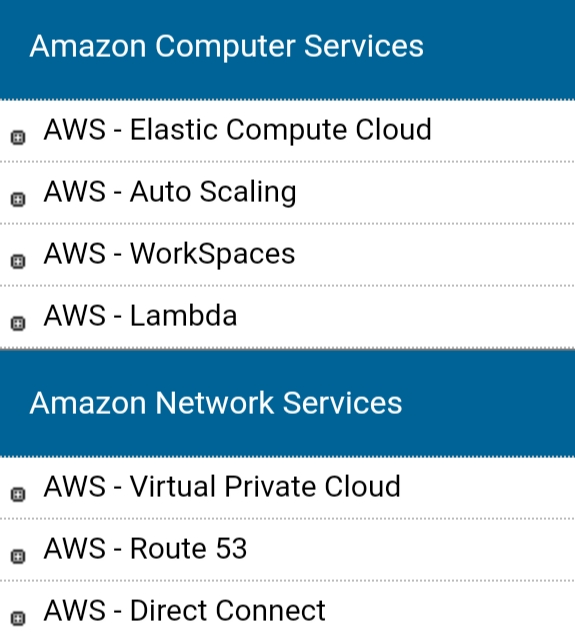 Amazon Computer Services
AWS - Elastic Compute Cloud
AWS - Auto Scaling
AWS - WorkSpaces
AWS - Lambda
Amazon Network Services
AWS - Virtual Private Cloud
AWS - Route 53
AWS - Direct Connect